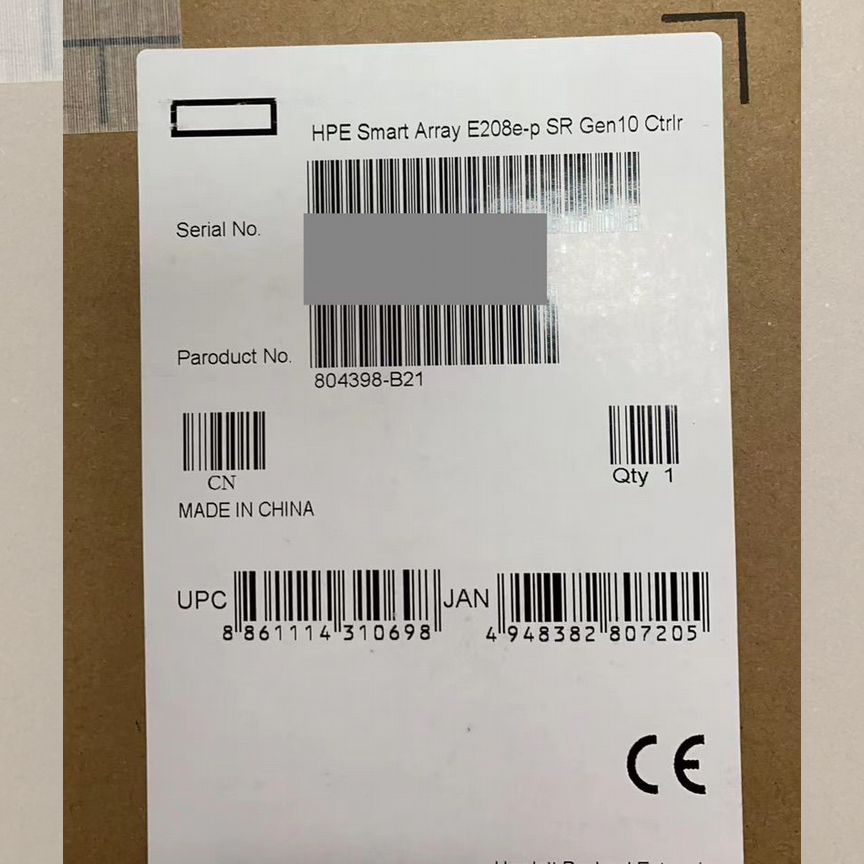 HPE Smart Array E208e-p SR Gen10 Ctrlr
Serial No.
Paroduct No.
804398-B21
CN
Qty 1
MADE IN CHINA
UPC
8 861114 310698
JAN
4 948382 807205
CE